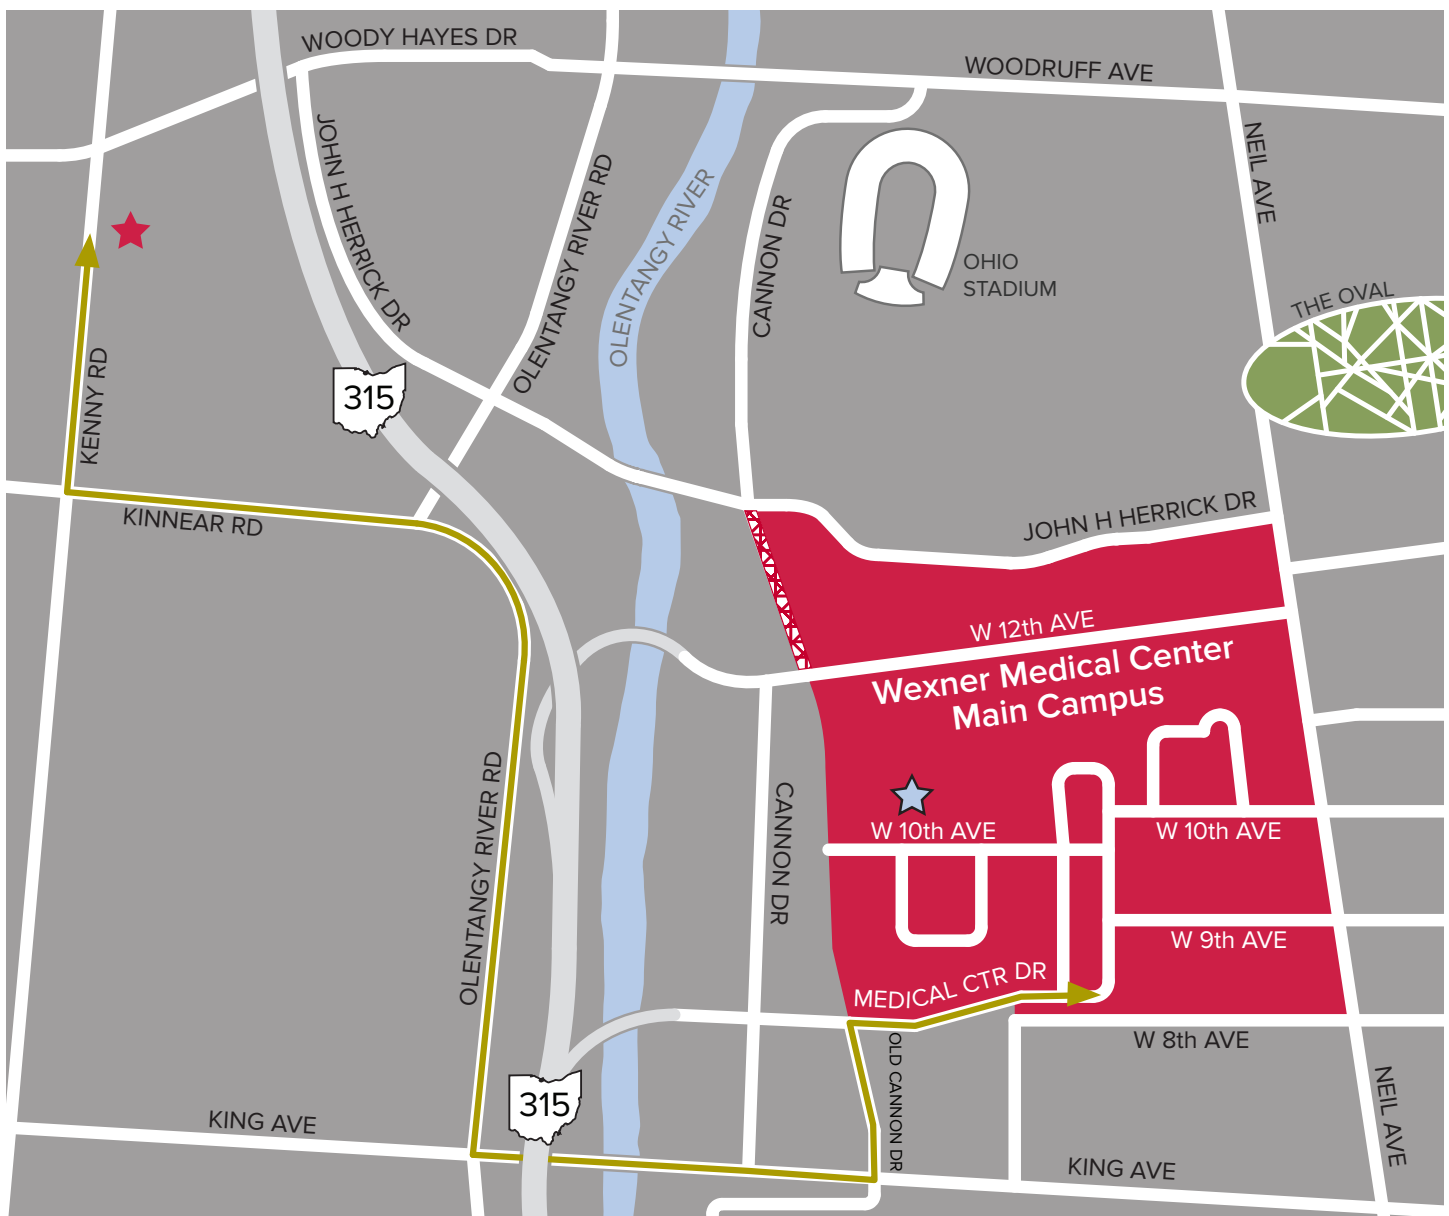 WOODY HAYES DR
WOODRUFF AVE
JOHN H HERRICK DR
OLENTANGY RIVER RD
OLENTANGY RIVER
CANNON DR
NEIL AVE
OHIO
STADIUM
THE OVAL
KENNY RD
315
KINNEAR RD
JOHN H HERRICK DR
W 12th AVE
Wexner Medical Center
Main Campus
OLENTANGY RIVER RD
CANNON DR
W 10th AVE
W 10th AVE
W 9th AVE
MEDICAL CTR DR
OLD CANNON DR
W 8th AVE
315
KING AVE
KING AVE
NEIL AVE